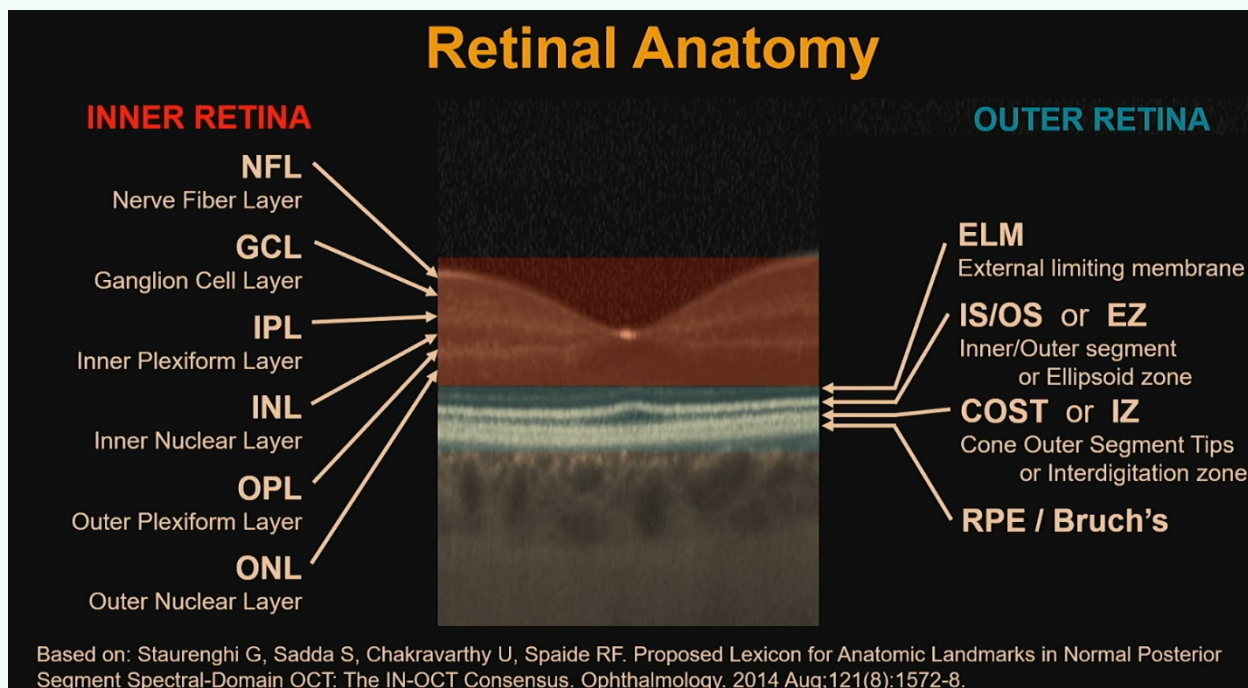 Retinal Anatomy
INNER RETINA
NFL
Nerve Fiber Layer
GCL
Ganglion Cell Layer
IPL
Inner Plexiform Layer
INL
Inner Nuclear Layer
OPL
Outer Plexiform Layer
ONL
Outer Nuclear Layer
OUTER RETINA
ELM
External limiting membrane
IS/OS or EZ
Inner/Outer segment
or Ellipsoid zone
COST or IZ
Cone Outer Segment Tips
or Interdigitation zone
RPE / Bruch's
Based on: Staurenghi G, Sadda S, Chakravarthy U, Spaide RF. Proposed Lexicon for Anatomic Landmarks in Normal Posterior
Segment Spectral-Domain OCT: The IN-OCT Consensus. Ophthalmology. 2014 Aug;121(8):1572-8.